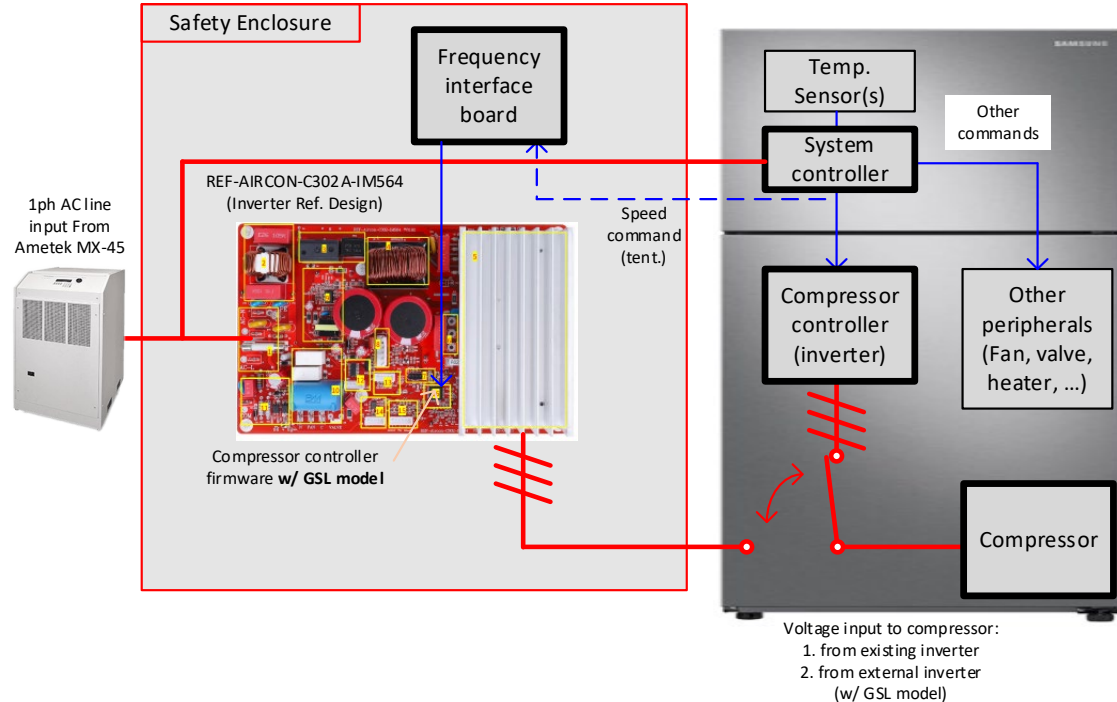 Safety Enclosure
Frequency
interface
board
SAMSUNG
Temp.
Sensor(s)
Other
commands
System
controller
REF-AIRCON-C302A-IM564
(Inverter Ref. Design)
1ph AC line
input From
Ametek MX-45
Speed
command
(tent.)
Compressor
controller
(inverter)
Other
peripherals
(Fan, valve,
heater, ...)
Compressor controller
firmware w/ GSL model
Compressor
Voltage input to compressor:
1. from existing inverter
2. from external inverter
(w/ GSL model)